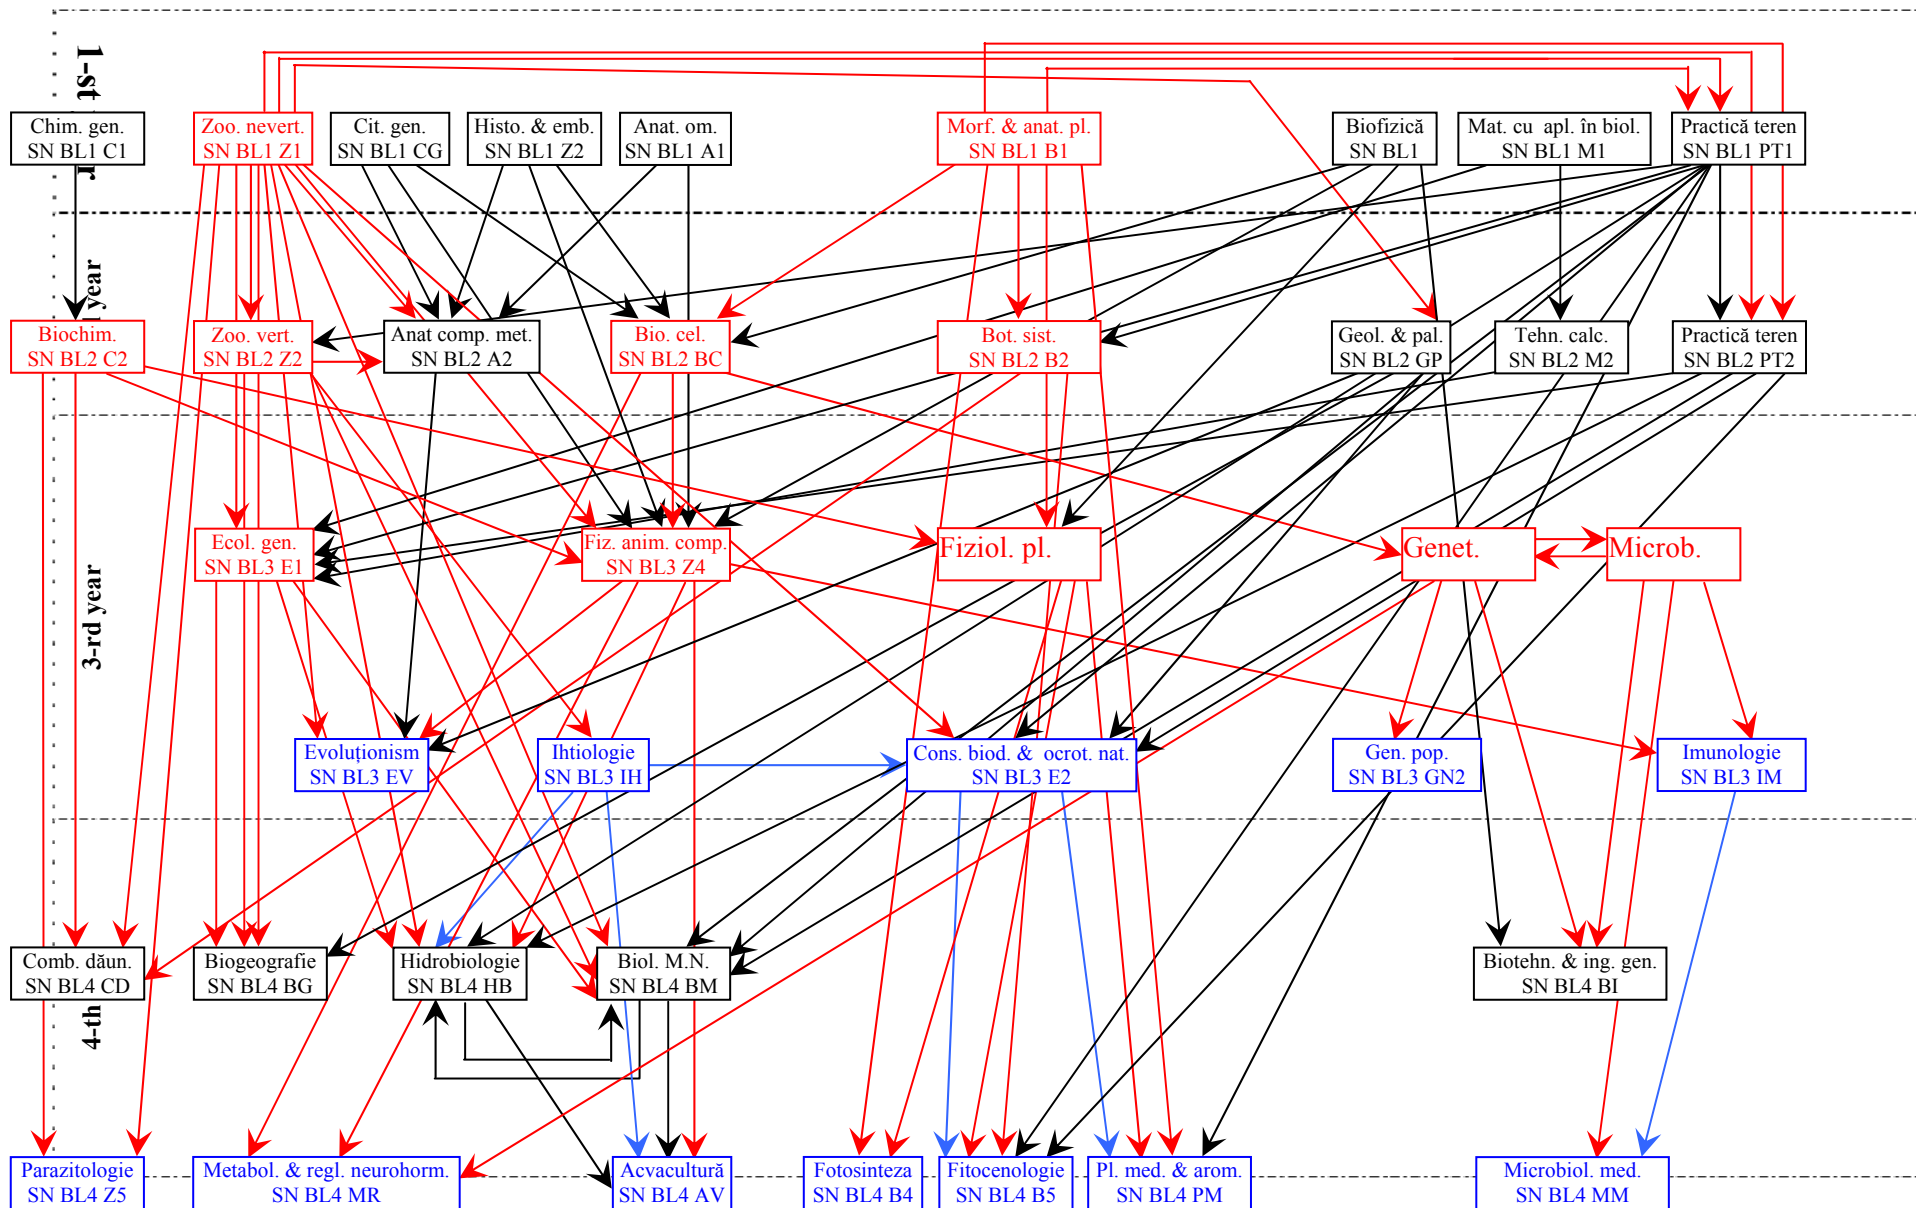 1-st
r
Chim. gen.
SN BL1 C1
Zoo. nevert.
SN BL1 Z1
Cit. gen.
SN BL1 CG
Histo. & emb.
SN BL1 Z2
Anat. om.
SN BL1 A1
Morf. & anat. pl.
SN BL1 B1
Biofizică
SN BL1
Mat. cu apl. în biol.
SN BL1 M1
Practică teren
SN BL1 PT1
year
Biochim.
SN BL2 C2
Zoo. vert.
SN BL2 Z2
Anat comp. met.
SN BL2 A2
Bio. cel.
SN BL2 BC
Bot. sist.
SN BL2 B2
Geol. & pal.
SN BL2 GP
Tehn. calc.
SN BL2 M2
Practică teren
SN BL2 PT2
3-rd year
Ecol. gen.
SN BL3 E1
Fiz. anim. comp.
SN BL3 Z4
Fiziol. pl.
Genet.
Microb.
Evoluționism
SN BL3 EV
Ihtiologie
SN BL3 IH
Cons. biod. & ocrot. nat.
SN BL3 E2
Gen. pop.
SN BL3 GN2
Imunologie
SN BL3 IM
4-th
Comb. dăun.
SN BL4 CD
Biogeografie
SN BL4 BG
Hidrobiologie
SN BL4 HB
Biol. M.N.
SN BL4 BM
Biotehn. & ing. gen.
SN BL4 BI
Parazitologie
SN BL4 Z5
Metabol. & regl. neurohorm.
SN BL4 MR
Acvacultură
SN BL4 AV
Fotosinteza
SN BL4 B4
Fitocenologie
SN BL4 B5
Pl. med. & arom.
SN BL4 PM
Microbiol. med.
SN BL4 MM